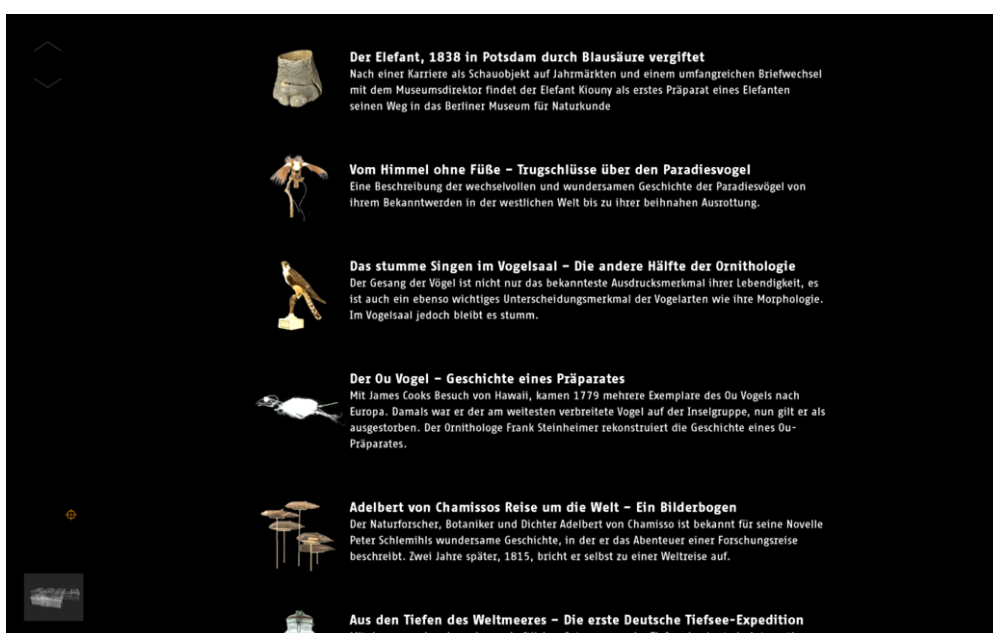 Der Elefant, 1838 in Potsdam durch Blausäure vergiftet
Nach einer Karriere als Schauobjekt auf Jahrmärkten und einem umfangreichen Briefwechsel
mit dem Museumsdirektor findet der Elefant Kiouny als erstes Präparat eines Elefanten
seinen Weg in das Berliner Museum für Naturkunde
Vom Himmel ohne Füße – Trugschlüsse über den Paradiesvogel
Eine Beschreibung der wechselvollen und wundersamen Geschichte der Paradiesvögel von
ihrem Bekanntwerden in der westlichen Welt bis zu ihrer beihnahen Ausrottung.
Das stumme Singen im Vogelsaal – Die andere Hälfte der Ornithologie
Der Gesang der Vögel ist nicht nur das bekannteste Ausdrucksmerkmal ihrer Lebendigkeit, es
ist auch ein ebenso wichtiges Unterscheidungsmerkmal der Vogelarten wie ihre Morphologie.
Im Vogelsaal jedoch bleibt es stumm.
Der Ou Vogel – Geschichte eines Präparates
Mit James Cooks Besuch von Hawaii, kamen 1779 mehrere Exemplare des Ou Vogels nach
Europa. Damals war er der am weitesten verbreitete Vogel auf der Inselgruppe, nun gilt er als
ausgestorben. Der Ornithologe Frank Steinheimer rekonstruiert die Geschichte eines Ou-
Präparates.
Adelbert von Chamissos Reise um die Welt – Ein Bilderbogen
Der Naturforscher, Botaniker und Dichter Adelbert von Chamisso ist bekannt für seine Novelle
Peter Schlemihls wundersame Geschichte, in der er das Abenteuer einer Forschungsreise
beschreibt. Zwei Jahre später, 1815, bricht er selbst zu einer Weltreise auf.
Aus den Tiefen des Weltmeeres – Die erste Deutsche Tiefsee-Expedition